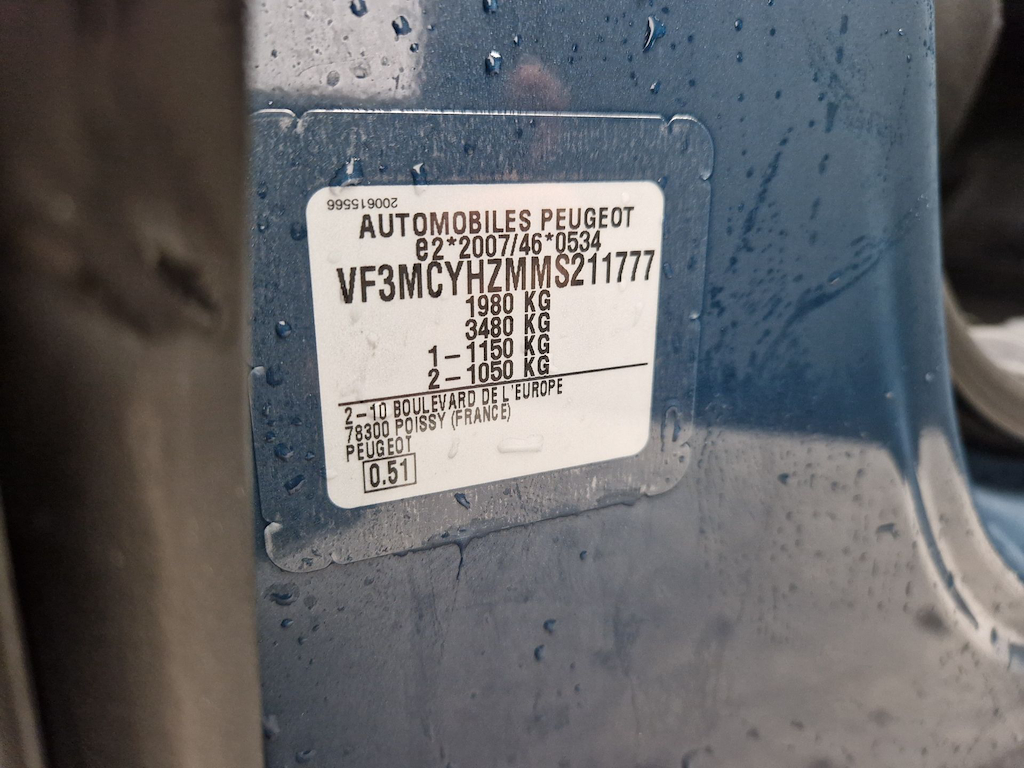 200615566
AUTOMOBILES PEUGEOT
e2*2007/46*0534
VF3MCYHZMMS211777
1980 KG
3480 KG
1-1150 KG
2-1050 KG
2-10 BOULEVARD DE L'EUROPE
78300 POISSY (FRANCE)
PEUGEOT
0.51